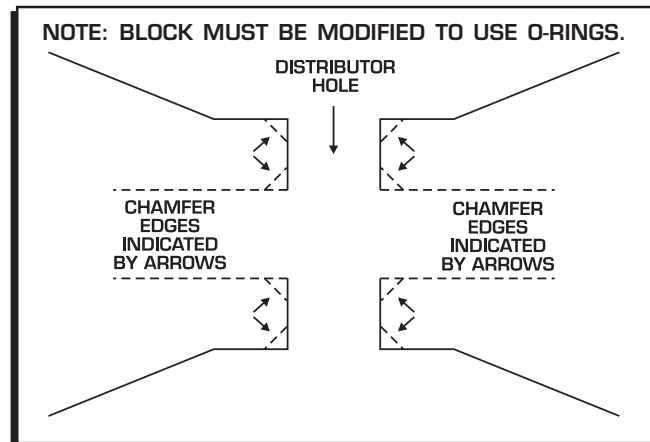 NOTE: BLOCK MUST BE MODIFIED TO USE O-RINGS.
DISTRIBUTOR
HOLE
CHAMFER
EDGES
INDICATED
BY ARROWS
CHAMFER
EDGES
INDICATED
BY ARROWS